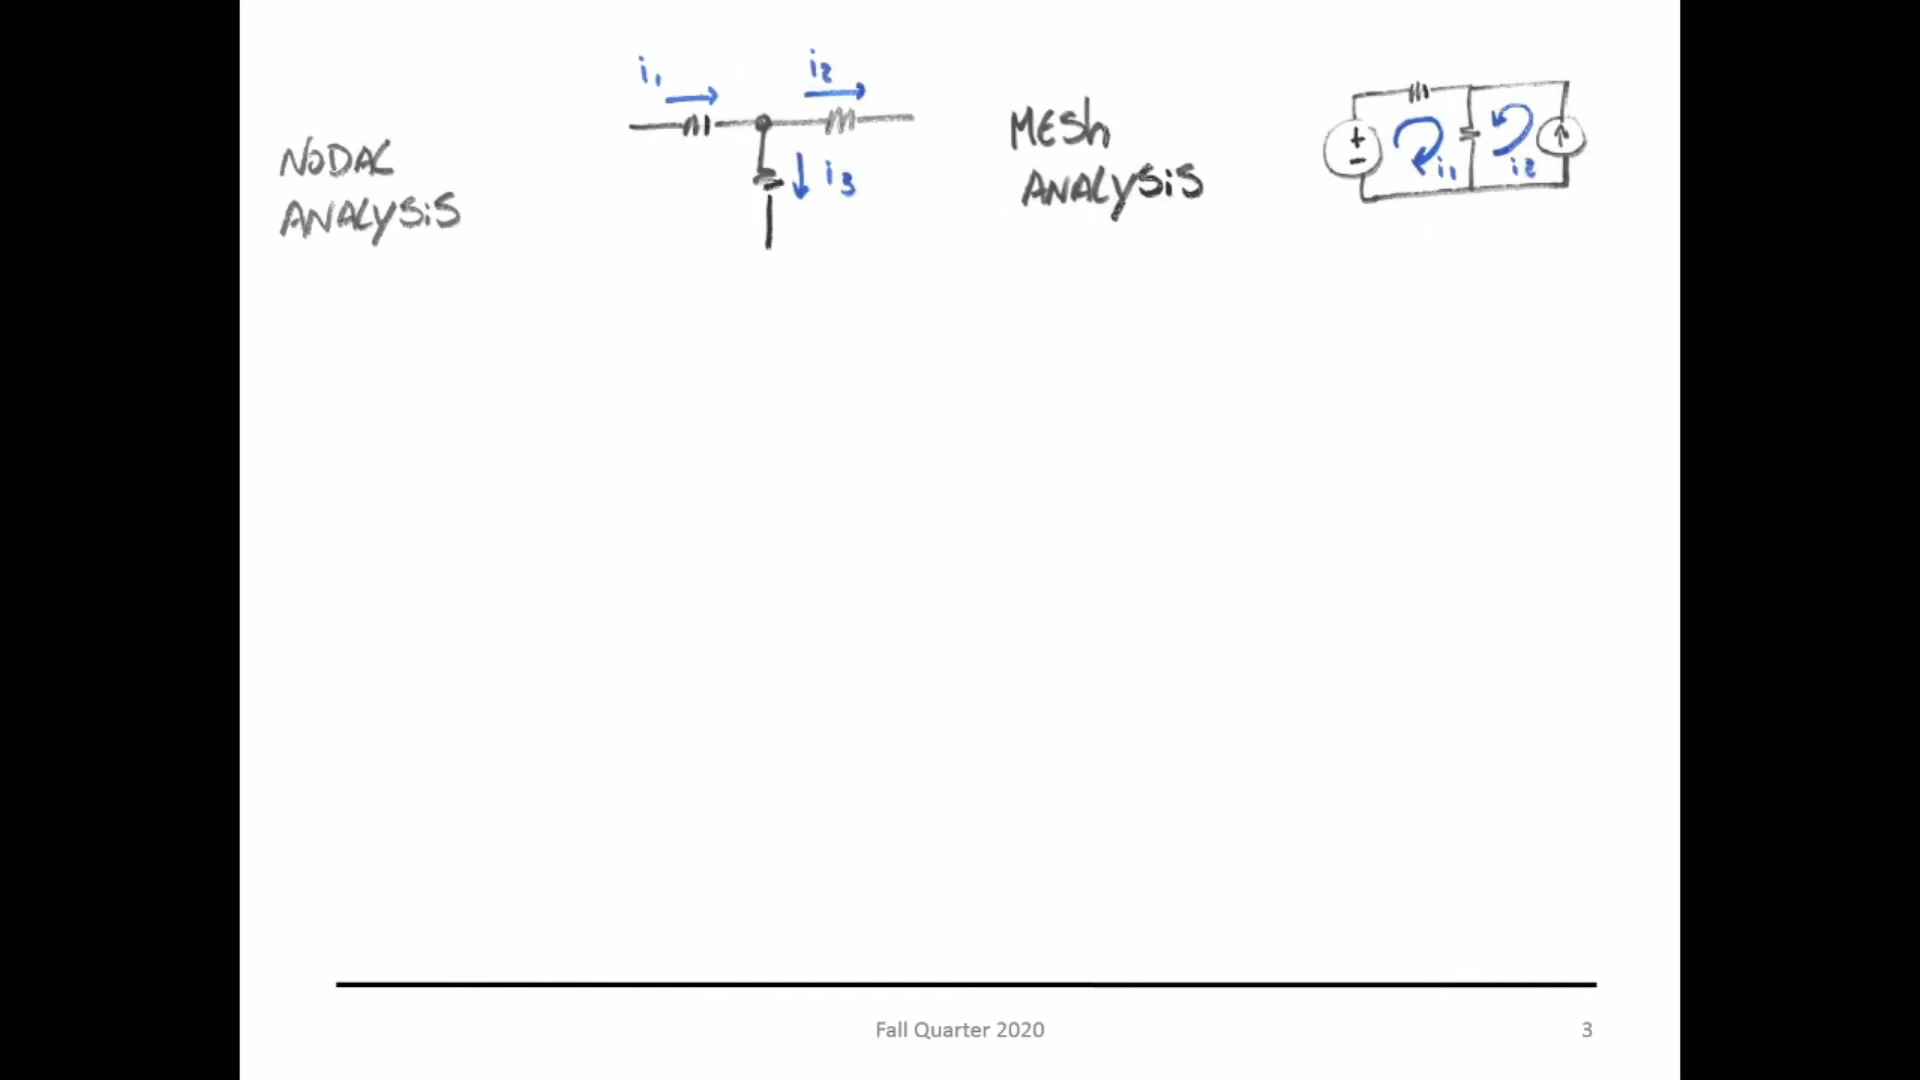 NODAL
ANALYSiS
i1
i2
i3
MESh
ANALYSiS
+
-
i1
i2
Fall Quarter 2020
3